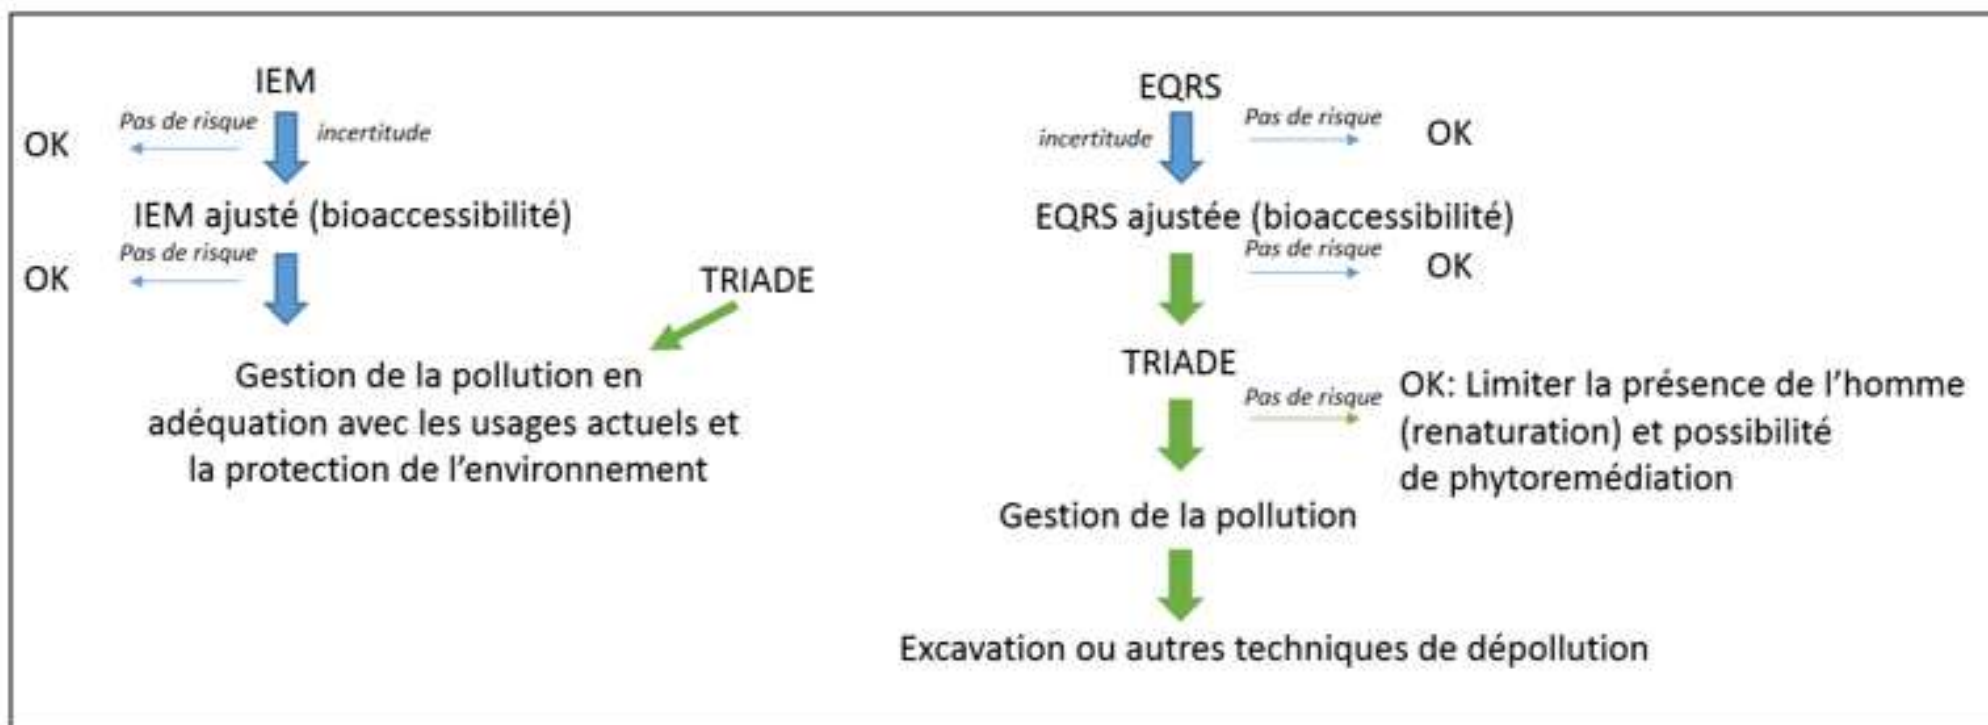 IEM
Pas de risque
incertitude
OK
IEM ajusté (bioaccessibilité)
Pas de risque
OK
TRIADE
Gestion de la pollution en
adéquation avec les usages actuels et
la protection de l'environnement
EQRS
incertitude
Pas de risque
OK
EQRS ajustée (bioaccessibilité)
Pas de risque
OK
TRIADE
Pas de risque
OK: Limiter la présence de l'homme
(renaturation) et possibilité
de phytoremédiation
Gestion de la pollution
Excavation ou autres techniques de dépollution